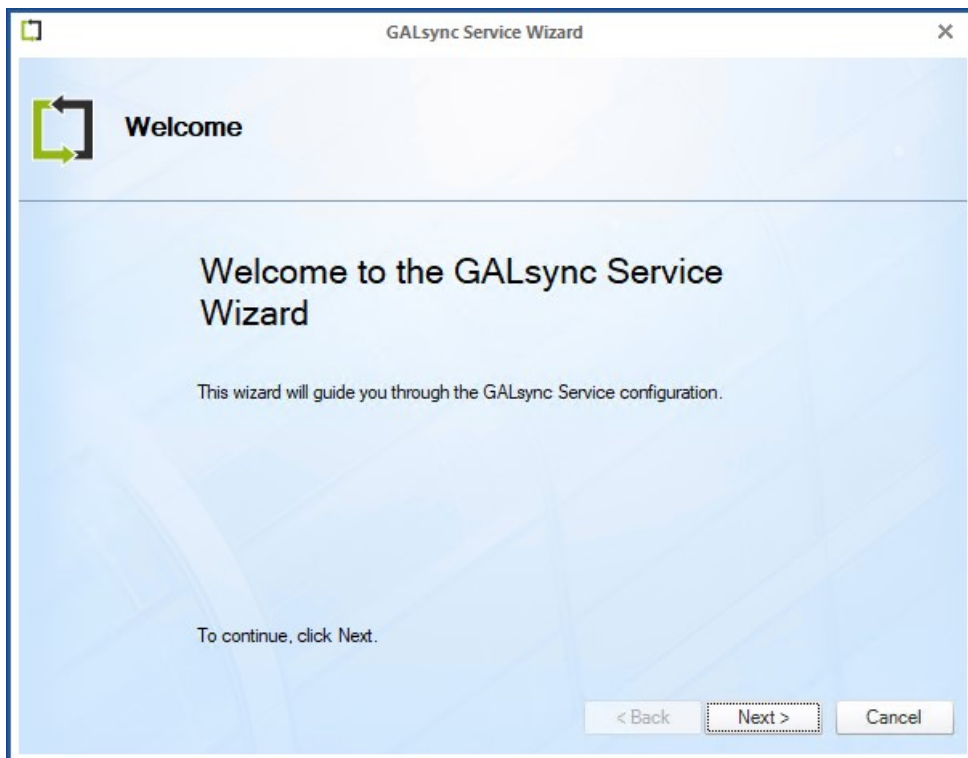 GALsync Service Wizard
Welcome
Welcome to the GALsync Service
Wizard
This wizard will guide you through the GALsync Service configuration.
To continue, click Next.
< Back Next > Cancel